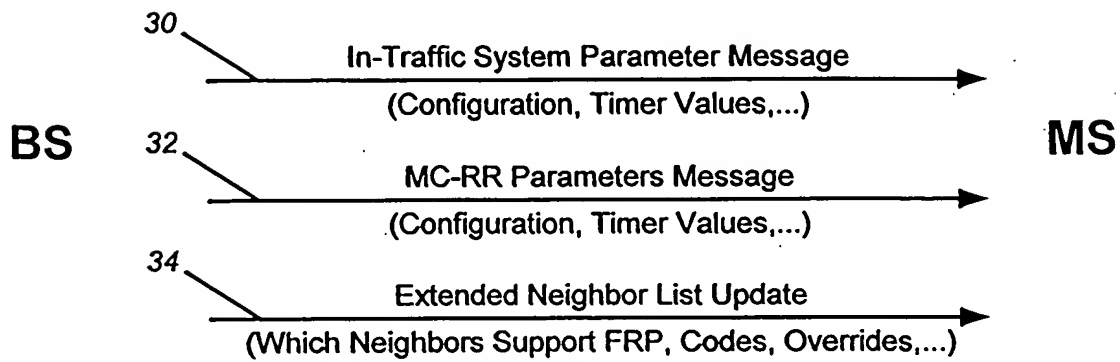 30
In-Traffic System Parameter Message
(Configuration, Timer Values,...)
BS
MS
32
MC-RR Parameters Message
(Configuration, Timer Values,...)
34
Extended Neighbor List Update
(Which Neighbors Support FRP, Codes, Overrides,...)